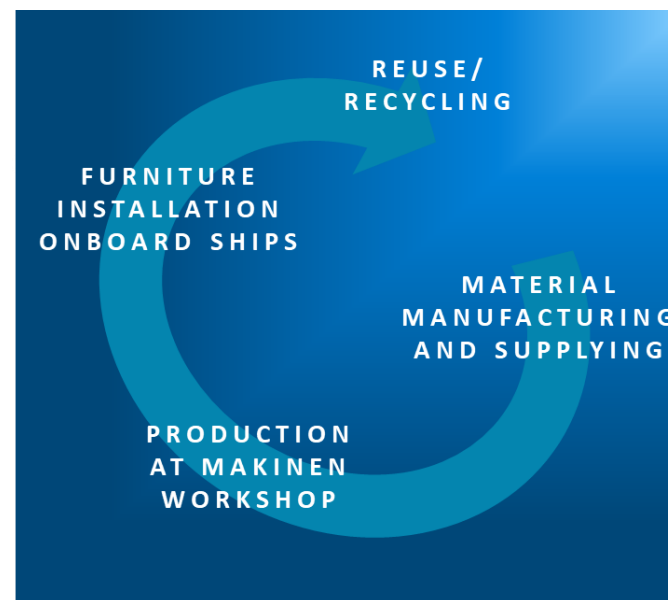 REUSE/
RECYCLING
FURNITURE
INSTALLATION
ONBOARD SHIPS
MATERIAL
MANUFACTURING
AND SUPPLYING
PRODUCTION
AT MAKINEN
WORKSHOP